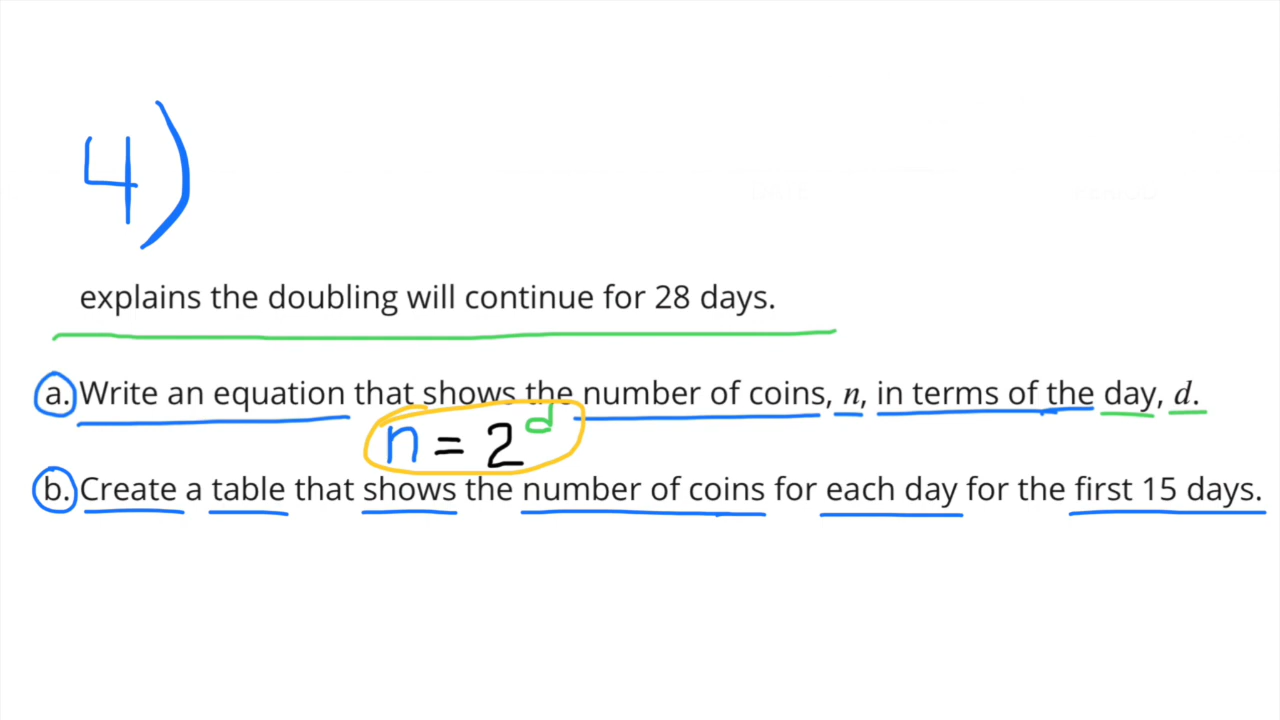 4)
explains the doubling will continue for 28 days.
a. Write an equation that shows the number of coins, n, in terms of the day, d.
n = 2^d
b. Create a table that shows the number of coins for each day for the first 15 days.